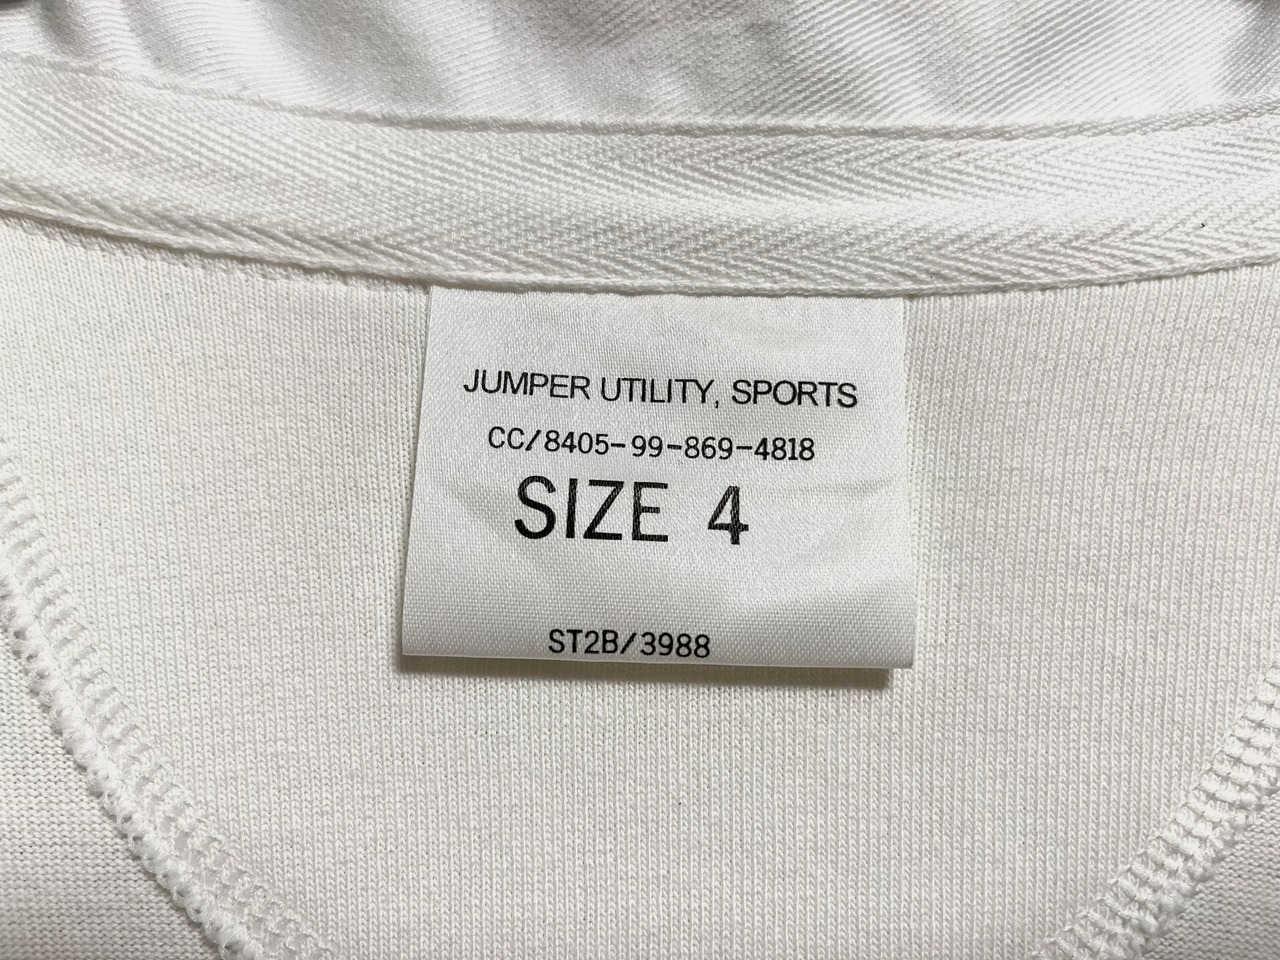 JUMPER UTILITY, SPORTS
CC/8405-99-869-4818
SIZE 4
ST2B/3988